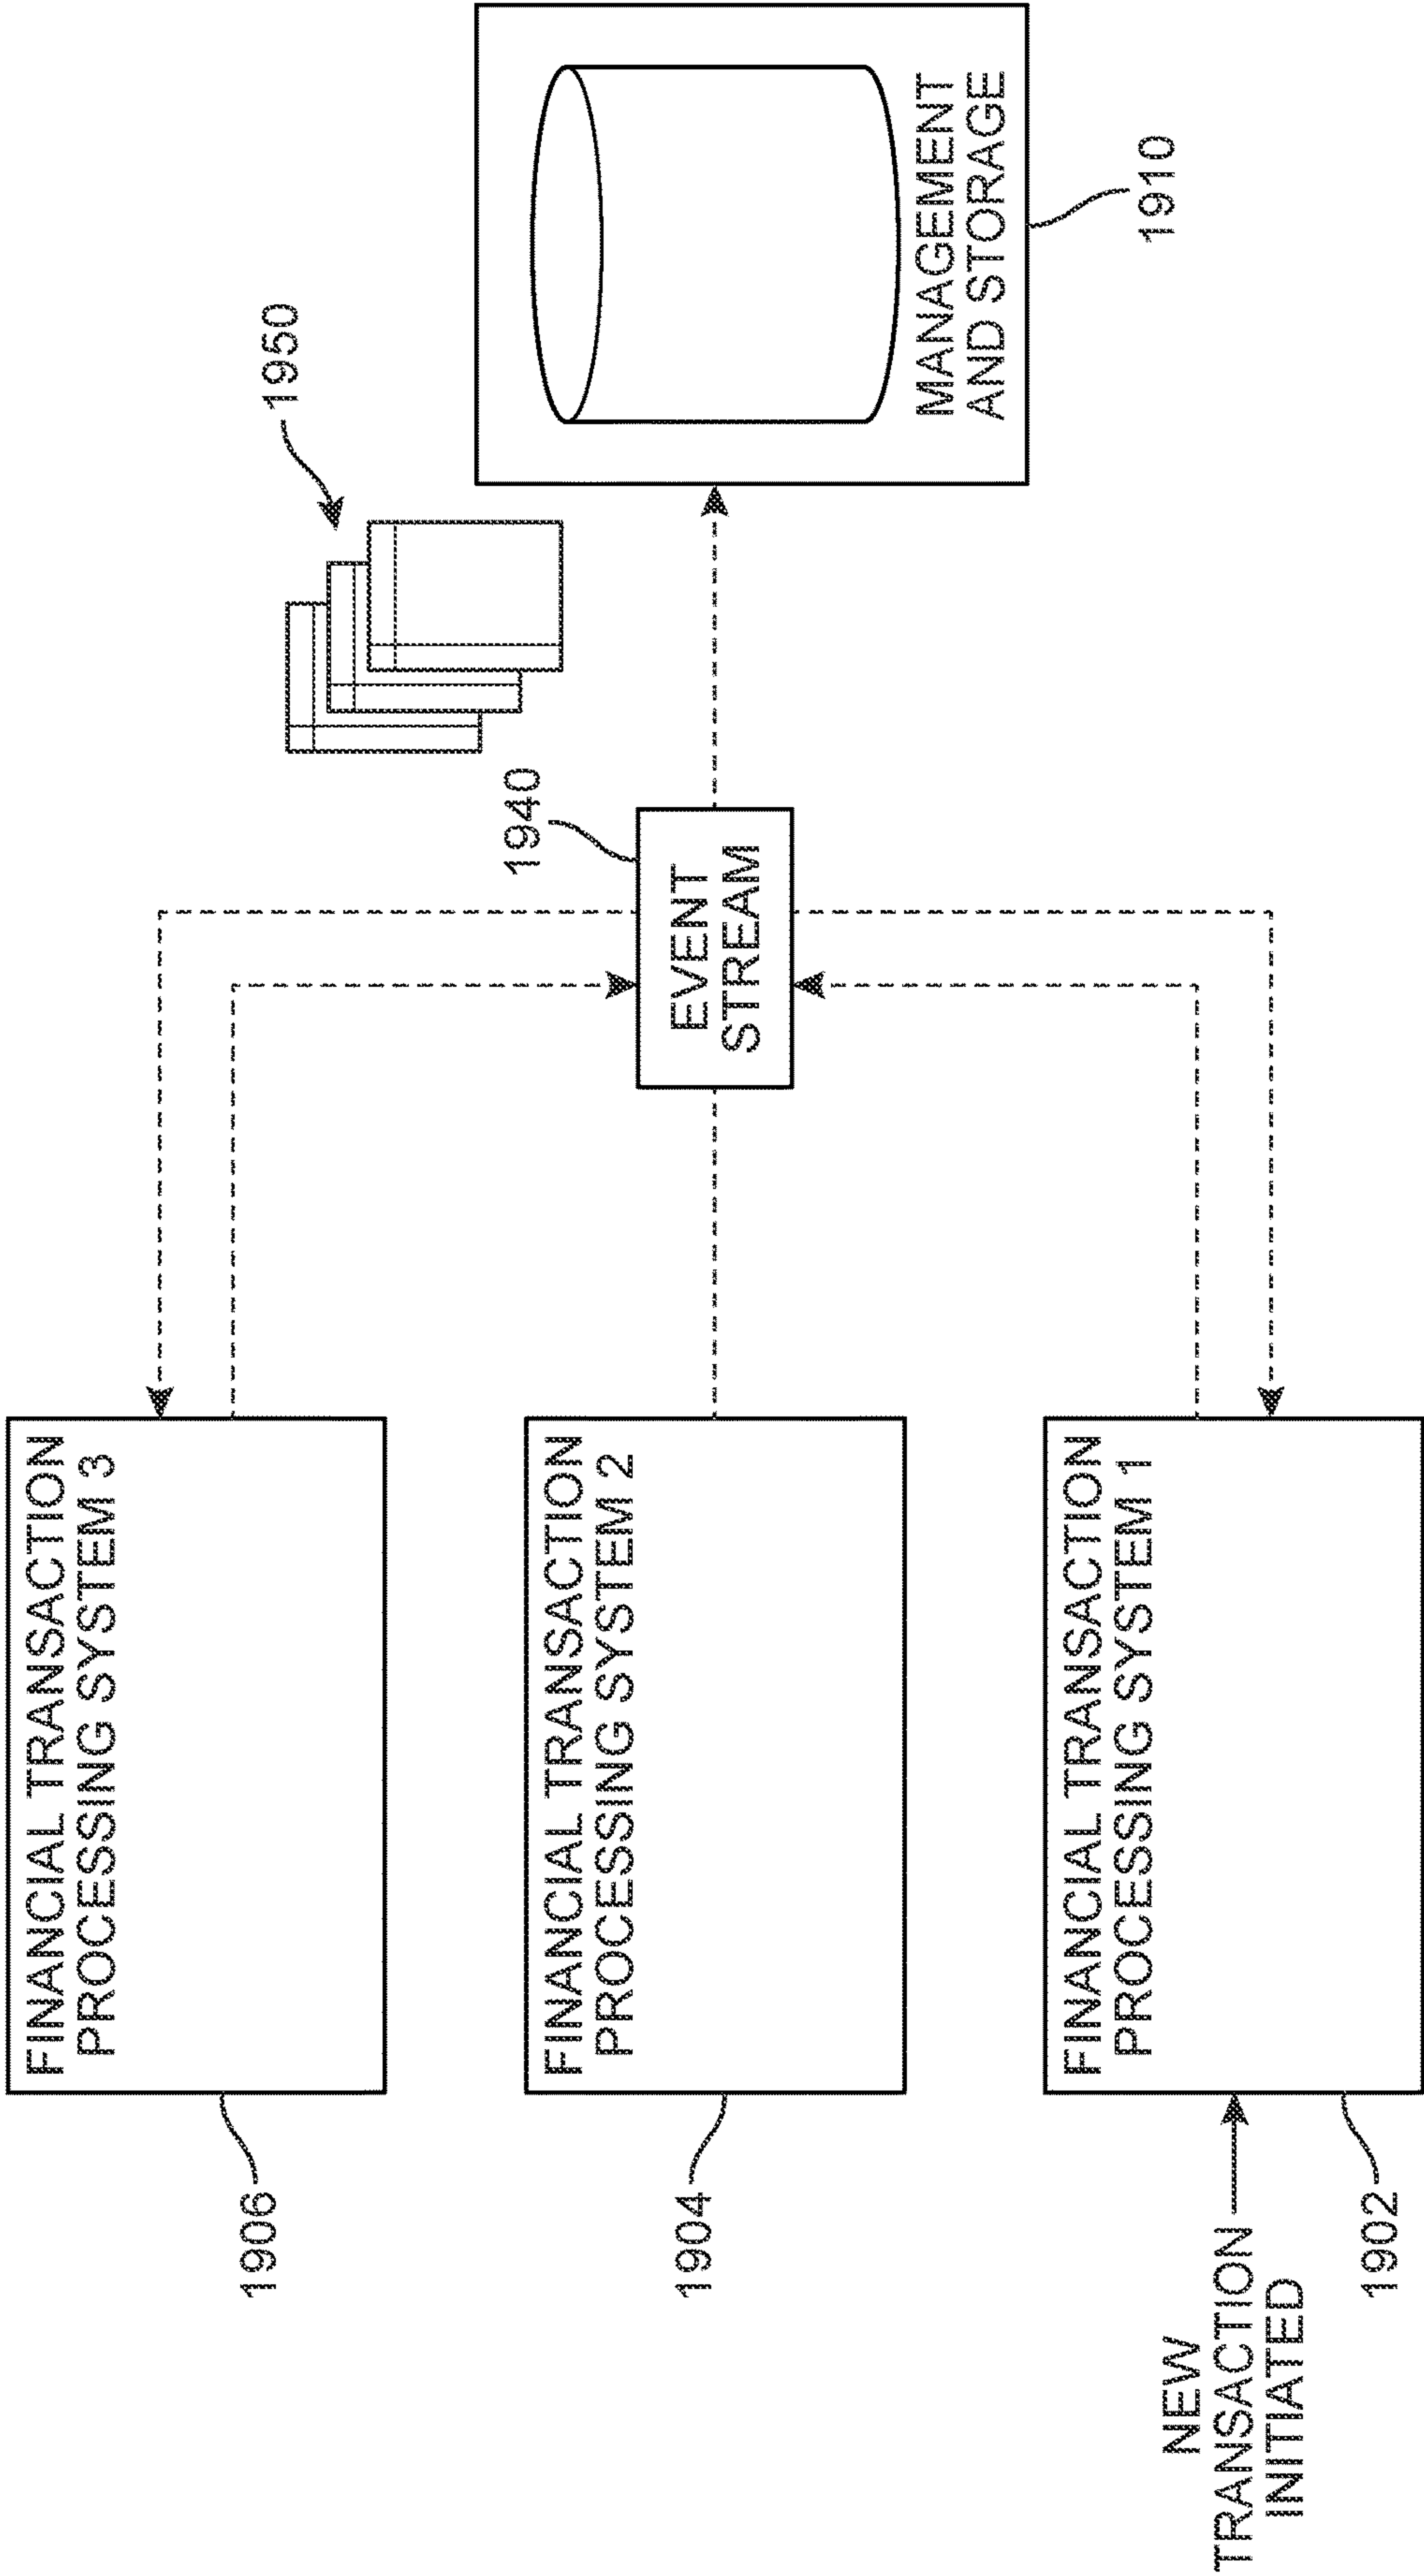 FINANCIAL TRANSACTION
PROCESSING SYSTEM 3
1906
1950
FINANCIAL TRANSACTION
PROCESSING SYSTEM 2
1904
1940
EVENT
STREAM
MANAGEMENT
AND STORAGE
1910
FINANCIAL TRANSACTION
PROCESSING SYSTEM 1
NEW
TRANSACTION
INITIATED
1902